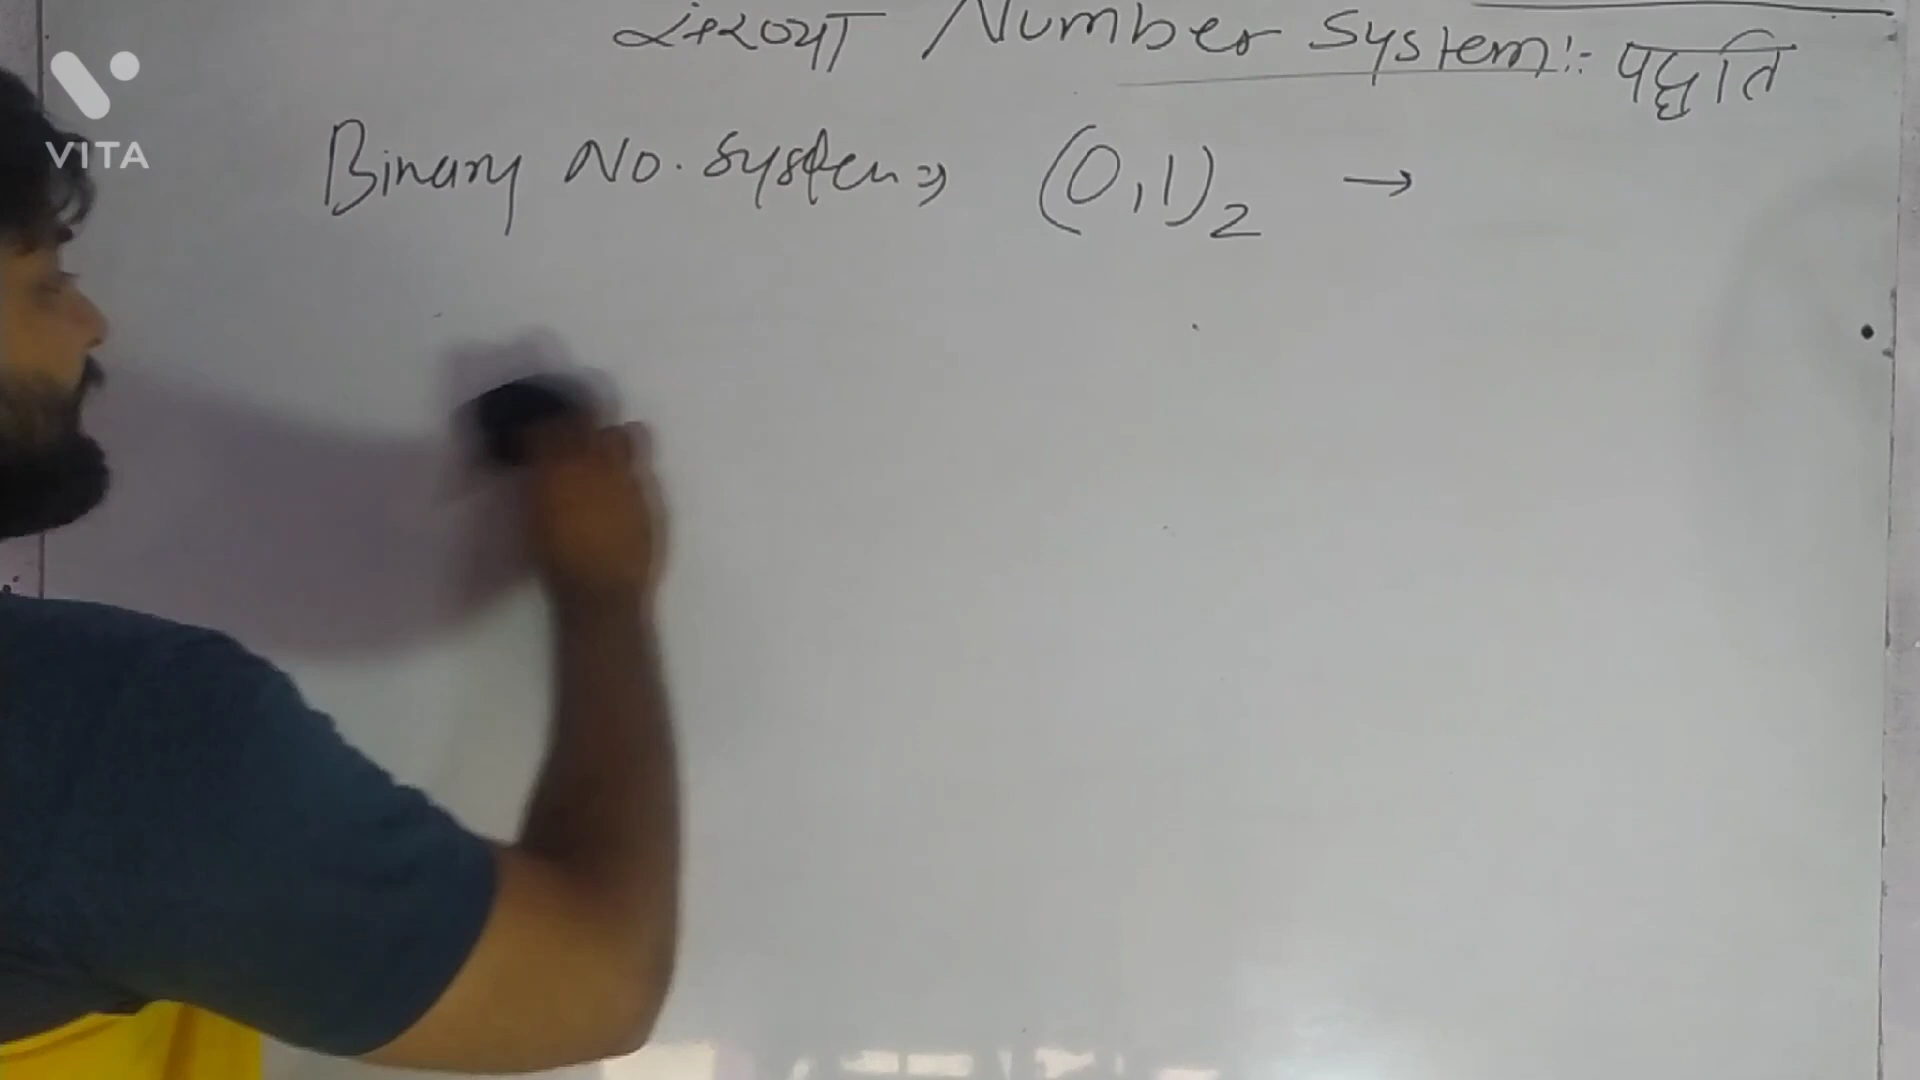 VITA
संख्या Number System:- पद्धति
Binary No. System ⇒ (0,1)₂ →